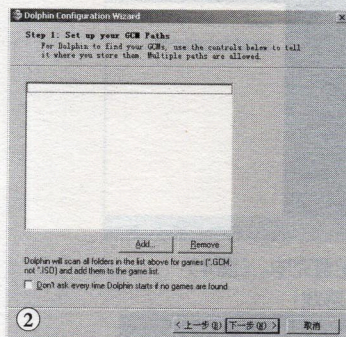 Dolphin Configuration Wizard
Step 1: Set up your GCM Paths
For Dolphin to find your GCMs, use the controls below to tell
it where you store them. Multiple paths are allowed.
Add...
Remove
Dolphin will scan all folders in the list above for games (*.GCM,
not *.ISO) and add them to the game list.
Don't ask every time Dolphin starts if no games are found
②
< 上一步(B)
下一步(N) >
取消